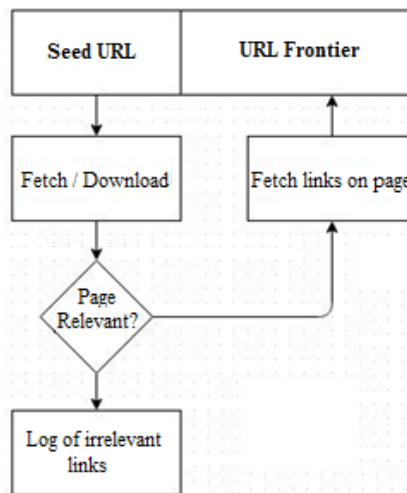 Seed URL
URL Frontier
Fetch / Download
Fetch links on page
Page
Relevant?
Log of irrelevant
links